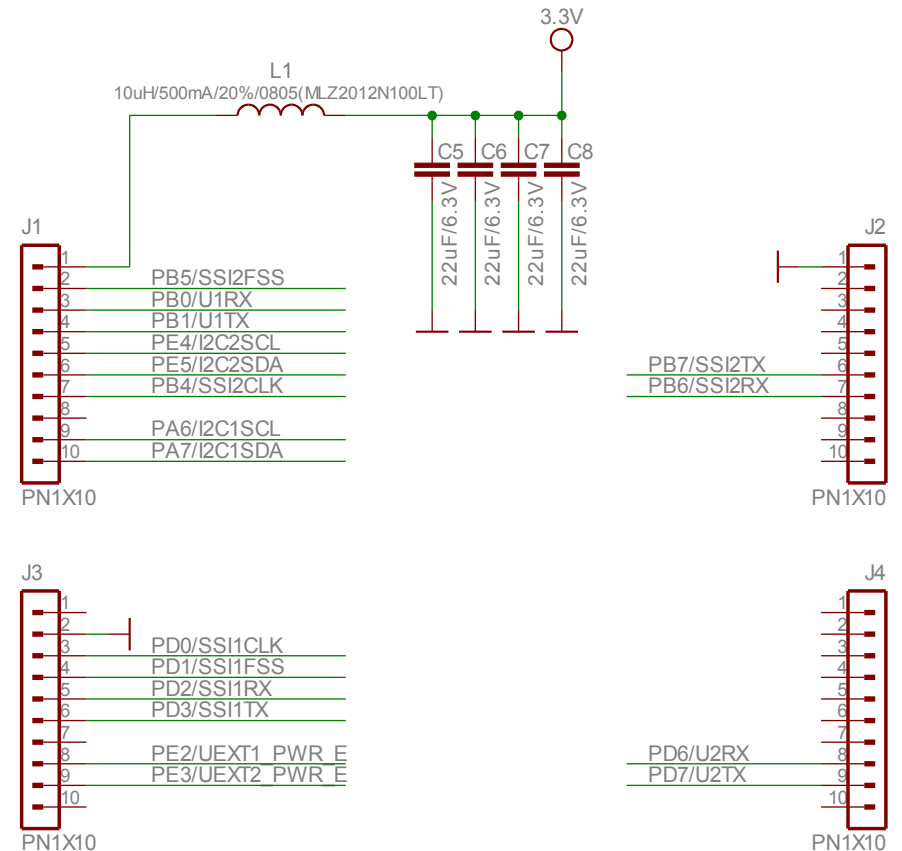 3.3V
L1
10uH/500mA/20%/0805(MLZ2012N100LT)
C5
C6
C7
C8
22uF/6.3V
22uF/6.3V
22uF/6.3V
22uF/6.3V
J1
1
2
3
4
5
6
7
8
9
10
PB5/SSI2FSS
PB0/U1RX
PB1/U1TX
PE4/I2C2SCL
PE5/I2C2SDA
PB4/SSI2CLK
PA6/I2C1SCL
PA7/I2C1SDA
PN1X10
J2
1
2
3
4
5
6
7
8
9
10
PB7/SSI2TX
PB6/SSI2RX
PN1X10
J3
1
2
3
4
5
6
7
8
9
10
PD0/SSI1CLK
PD1/SSI1FSS
PD2/SSI1RX
PD3/SSI1TX
PE2/UEXT1_PWR_E
PE3/UEXT2_PWR_E
PN1X10
J4
1
2
3
4
5
6
7
8
9
10
PD6/U2RX
PD7/U2TX
PN1X10